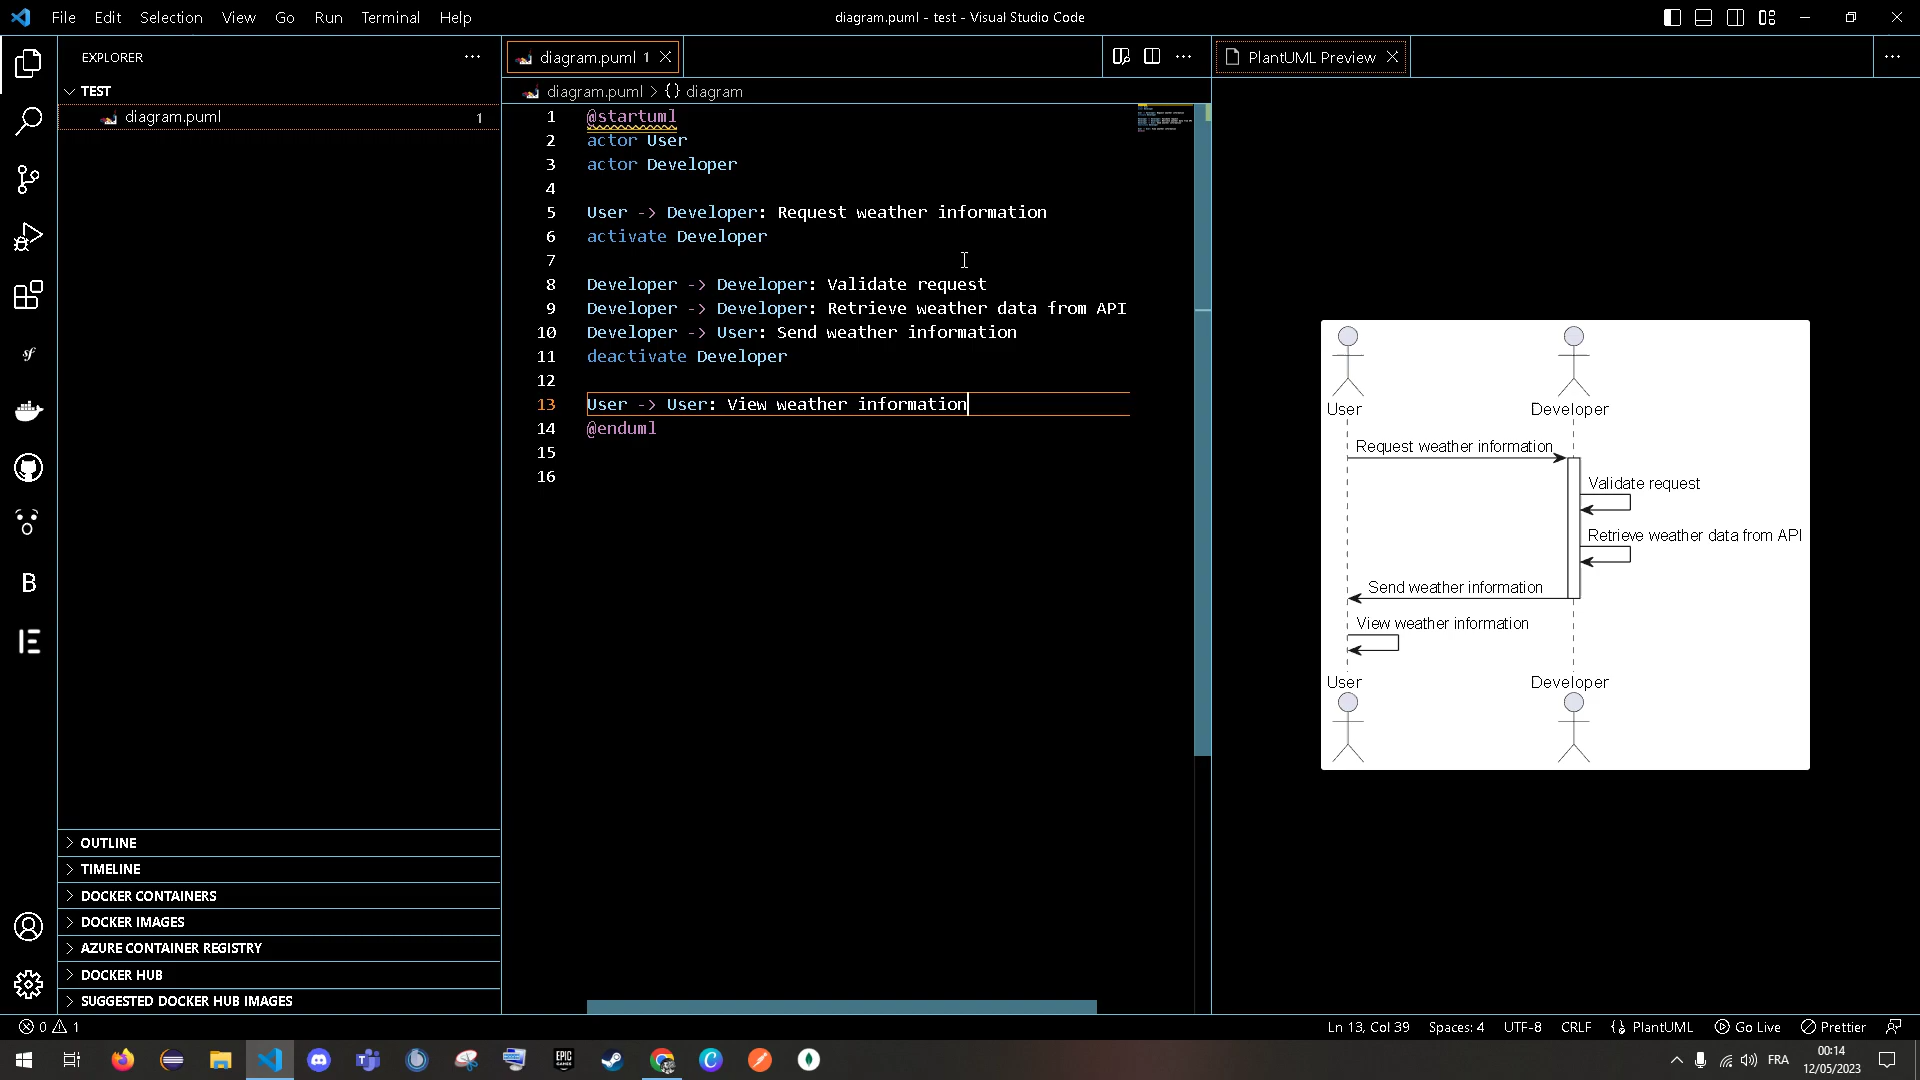 File Edit Selection View Go Run Terminal Help
diagram.puml - test - Visual Studio Code
EXPLORER
TEST
diagram.puml 1
OUTLINE
TIMELINE
DOCKER CONTAINERS
DOCKER IMAGES
AZURE CONTAINER REGISTRY
DOCKER HUB
SUGGESTED DOCKER HUB IMAGES
diagram.puml 1
diagram.puml > {} diagram
1 @startuml
2 actor User
3 actor Developer
4
5 User -> Developer: Request weather information
6 activate Developer
7
8 Developer -> Developer: Validate request
9 Developer -> Developer: Retrieve weather data from API
10 Developer -> User: Send weather information
11 deactivate Developer
12
13 User -> User: View weather information
14 @enduml
15
16
PlantUML Preview
User Developer
Request weather information
Validate request
Retrieve weather data from API
Send weather information
View weather information
User Developer
0 1
Ln 13, Col 39 Spaces: 4 UTF-8 CRLF {} PlantUML Go Live Prettier
FRA
00:14
12/05/2023